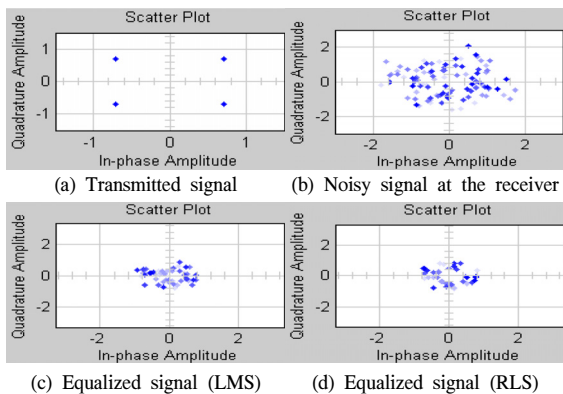 Scatter Plot
Quadrature Amplitude
1
0
-1
-1
0
1
In-phase Amplitude
(a) Transmitted signal
Scatter Plot
Quadrature Amplitude
2
0
-2
-2
0
2
In-phase Amplitude
(b) Noisy signal at the receiver
Scatter Plot
Quadrature Amplitude
2
0
-2
-2
0
2
In-phase Amplitude
(c) Equalized signal (LMS)
Scatter Plot
Quadrature Amplitude
2
0
-2
-2
0
2
In-phase Amplitude
(d) Equalized signal (RLS)